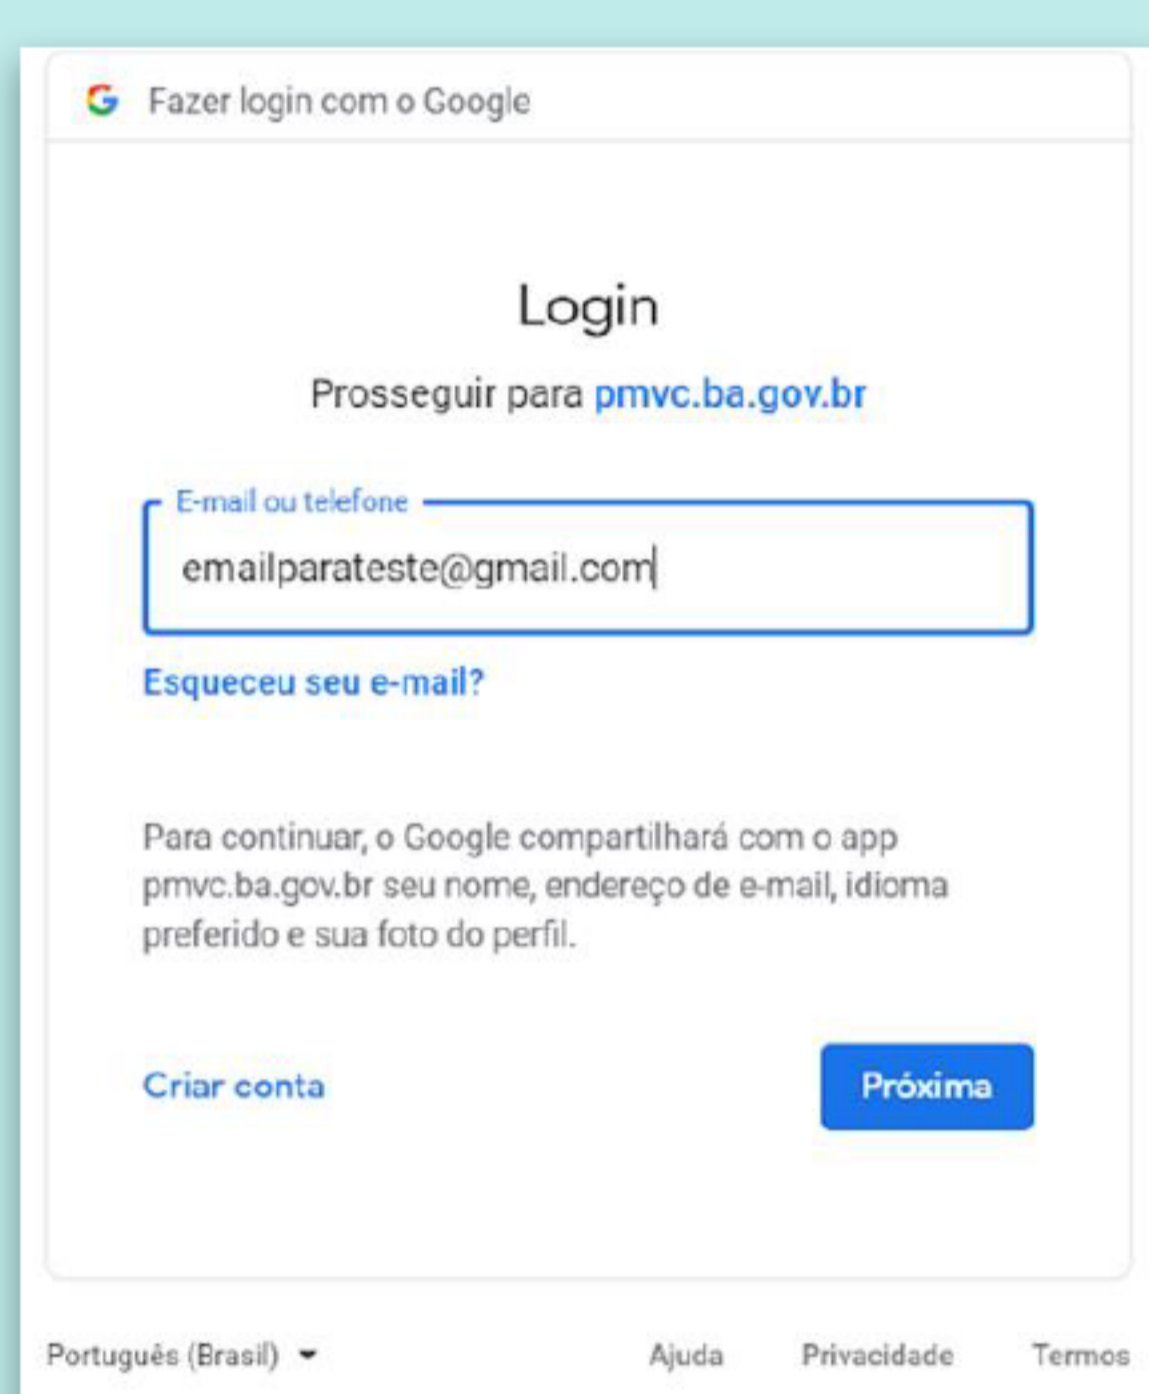 Fazer login com o Google
Login
Prosseguir para pmvc.ba.gov.br
E-mail ou telefone
emailparateste@gmail.com
Esqueceu seu e-mail?
Para continuar, o Google compartilhará com o app
pmvc.ba.gov.br seu nome, endereço de e-mail, idioma
preferido e sua foto do perfil.
Criar conta
Próxima
Português (Brasil)
Ajuda
Privacidade
Termos